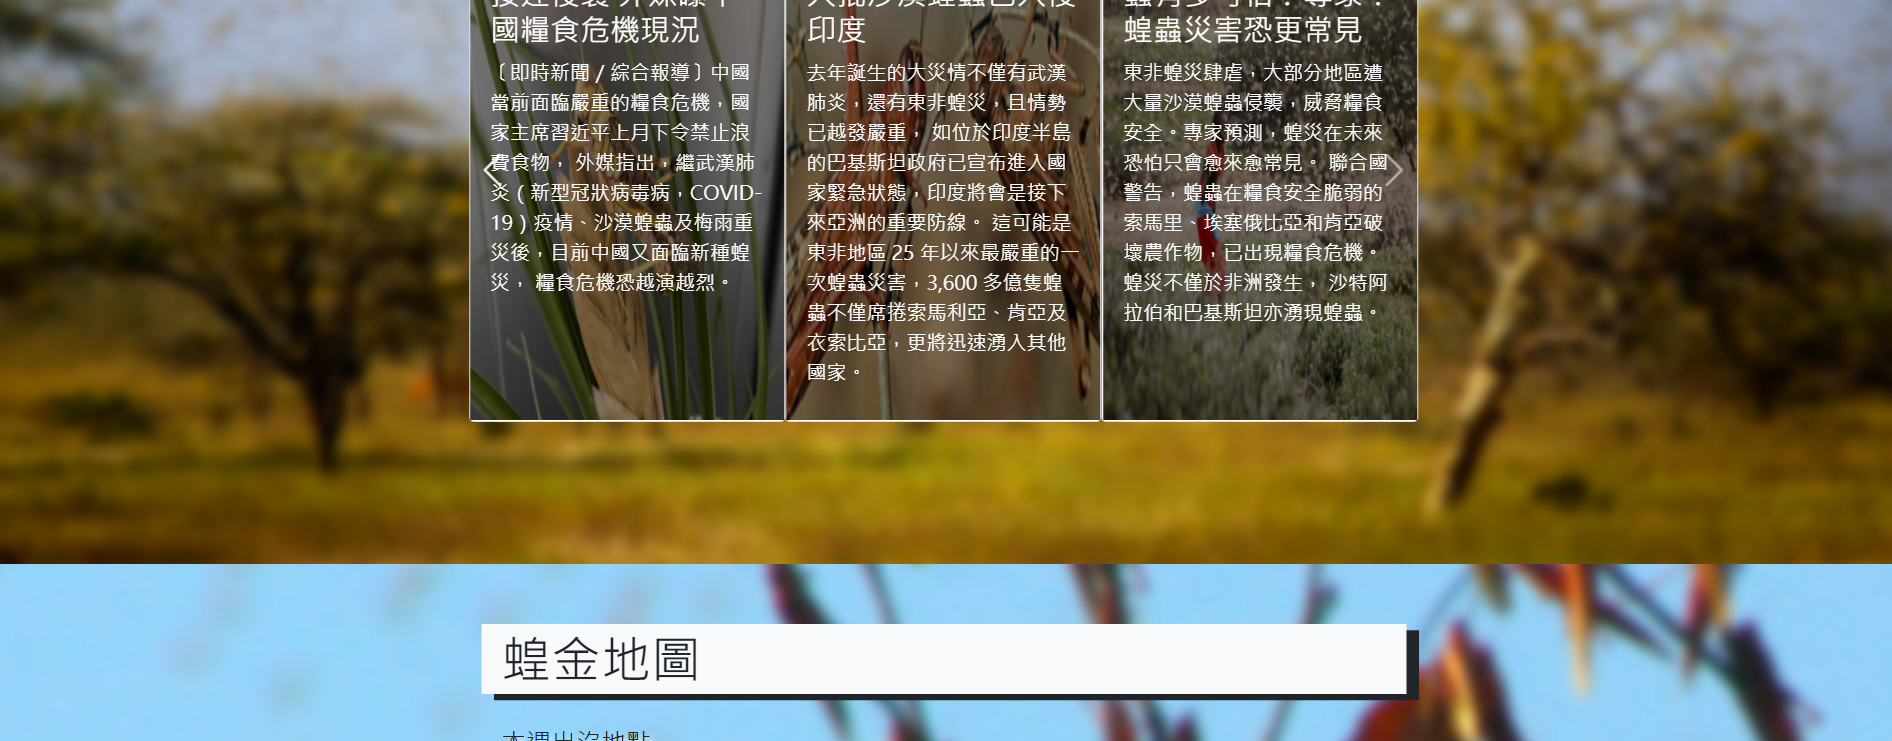 國糧食危機現況
〔即時新聞／綜合報導〕中國
當前面臨嚴重的糧食危機，國
家主席習近平上月下令禁止浪
費食物， 外媒指出，繼武漢肺
炎（新型冠狀病毒病，COVID-
19）疫情、沙漠蝗蟲及梅雨重
災後，目前中國又面臨新種蝗
災， 糧食危機恐越演越烈。
印度
去年誕生的大災情不僅有武漢
肺炎，還有東非蝗災，且情勢
已越發嚴重， 如位於印度半島
的巴基斯坦政府已宣布進入國
家緊急狀態，印度將會是接下
來亞洲的重要防線。 這可能是
東非地區 25 年以來最嚴重的一
次蝗蟲災害，3,600 多億隻蝗
蟲不僅席捲索馬利亞、肯亞及
衣索比亞，更將迅速湧入其他
國家。
蝗蟲災害恐更常見
東非蝗災肆虐，大部分地區遭
大量沙漠蝗蟲侵襲，威脅糧食
安全。專家預測，蝗災在未來
恐怕只會愈來愈常見。 聯合國
警告，蝗蟲在糧食安全脆弱的
索馬里、埃塞俄比亞和肯亞破
壞農作物，已出現糧食危機。
蝗災不僅於非洲發生， 沙特阿
拉伯和巴基斯坦亦湧現蝗蟲。
蝗金地圖
本週出沒地點